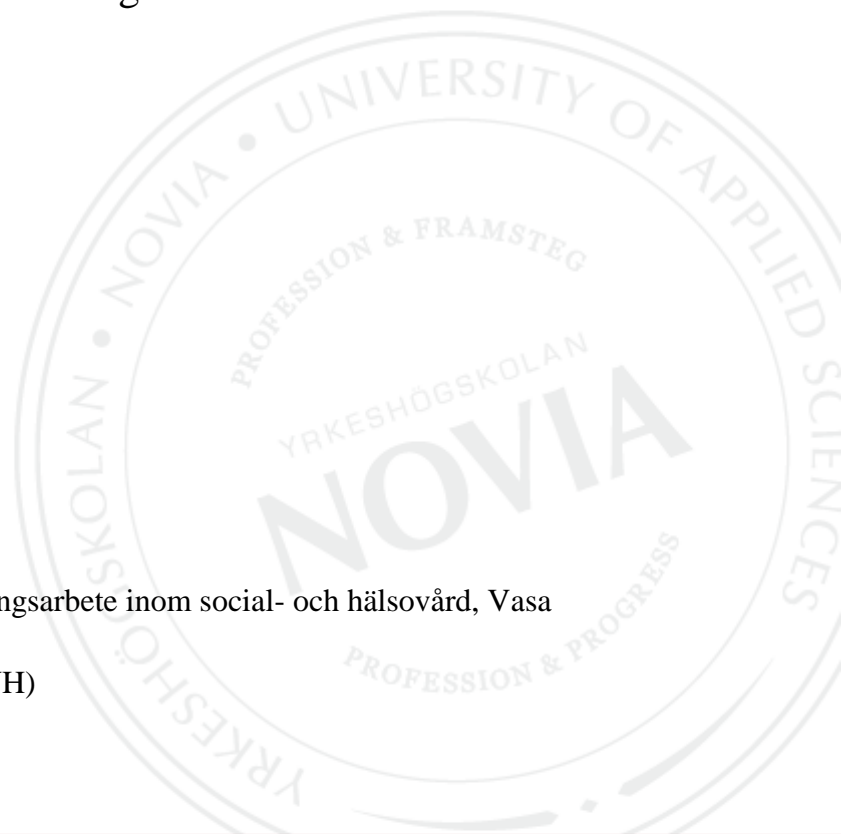 UNIVERSITY OF APPLIED SCIENCES
YRKESHÖGSKOLAN • NOVIA •
PROFESSION & FRAMSTEG
YRKESHÖGSKOLAN
NOVIA
PROFESSION & PROGRESS
ngsarbete inom social- och hälsovård, Vasa
H)